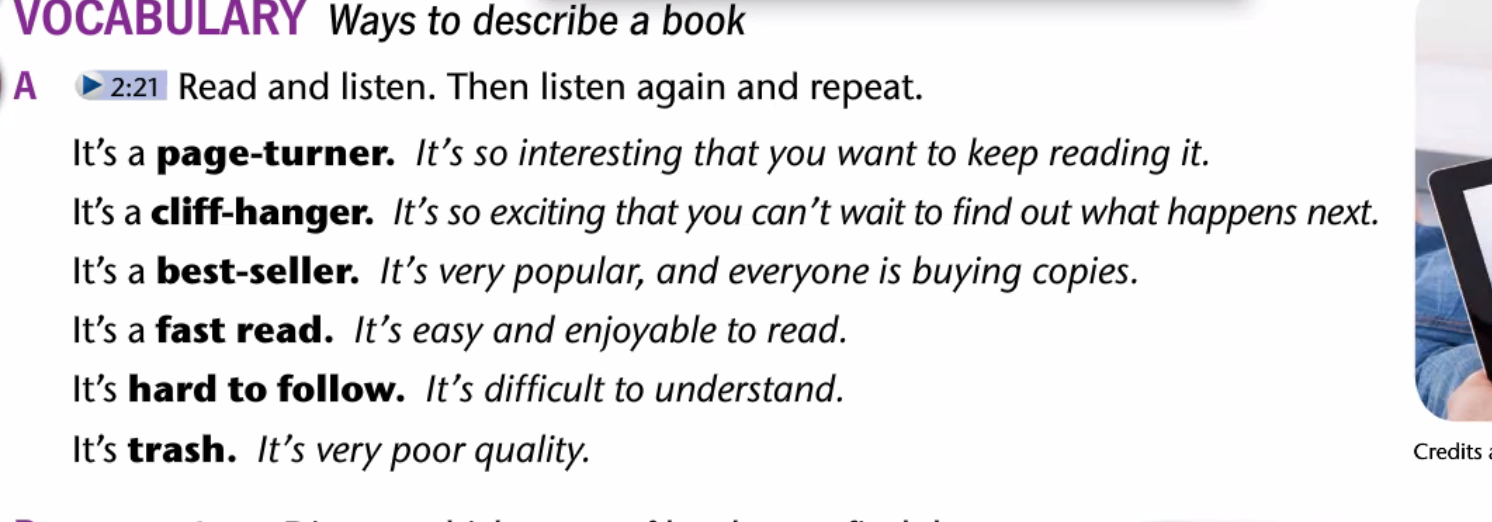 VOCABULARY Ways to describe a book
A 2:21 Read and listen. Then listen again and repeat.
It's a page-turner. It's so interesting that you want to keep reading it.
It's a cliff-hanger. It's so exciting that you can't wait to find out what happens next.
It's a best-seller. It's very popular, and everyone is buying copies.
It's a fast read. It's easy and enjoyable to read.
It's hard to follow. It's difficult to understand.
It's trash. It's very poor quality.
Credits